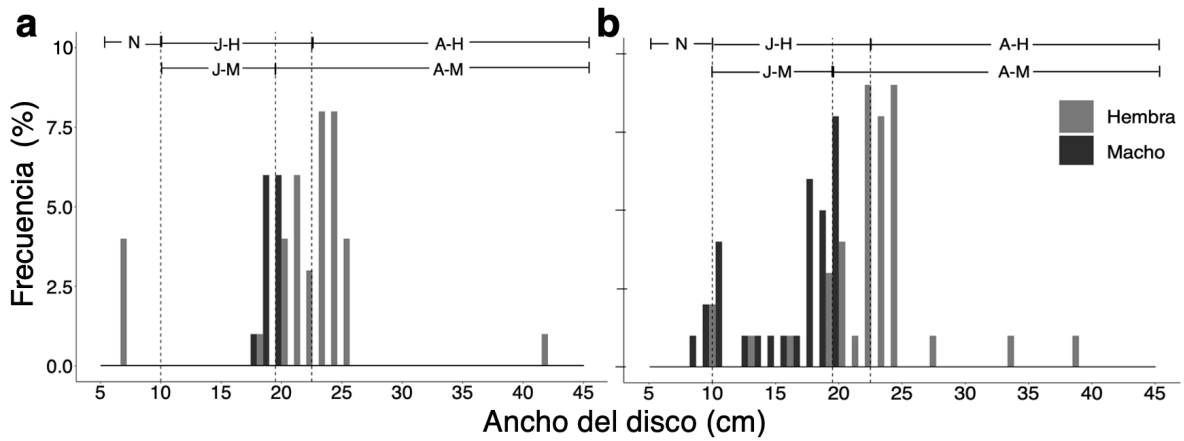 a
N
J-H
A-H
J-M
A-M
10
7.5
5.0
2.5
0.0
Frecuencia (%)
5 10 15 20 25 30 35 40 45
b
N
J-H
A-H
J-M
A-M
Hembra
Macho
5 10 15 20 25 30 35 40 45
Ancho del disco (cm)